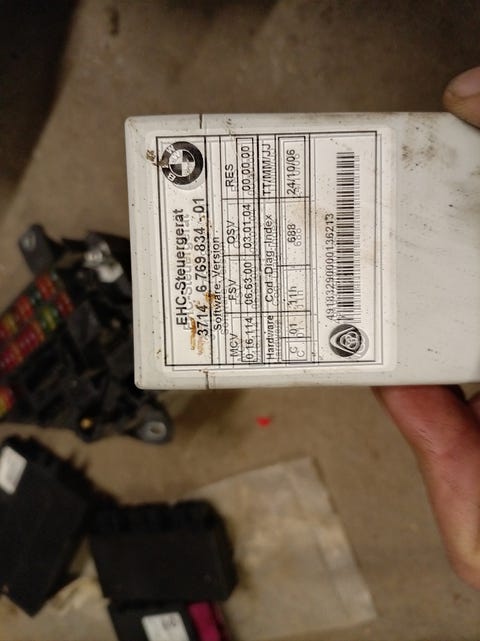 EHC-Steuergerät
3714 6 769 834 -01
Software-Version
MCV FSV OSV RES
0.16.114 06.63.00 03.01.04 00.00.00
Hardware Cod.-Diag.-Index TT/MM/JJ
C 01 11h 688 24/10/06
49183290000136213